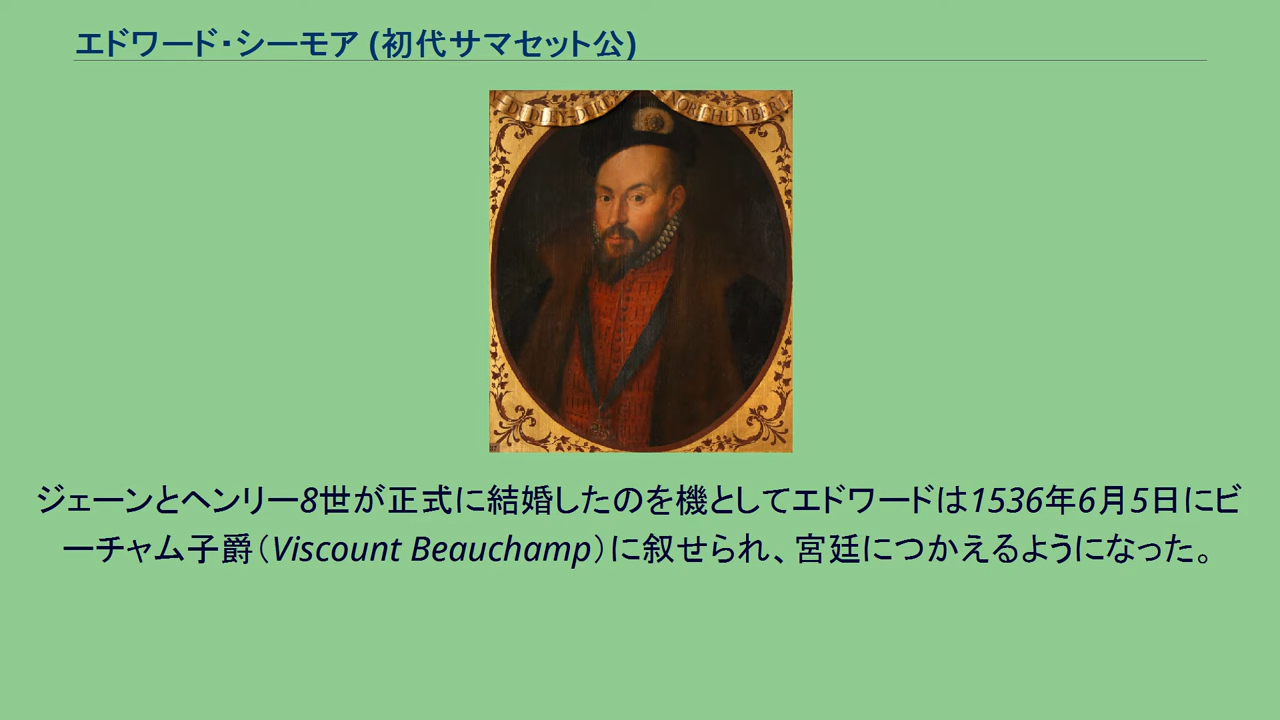 エドワード・シーモア (初代サマセット公)
DUDLEY-DUKE
NORTHUMBERL
ジェーンとヘンリー8世が正式に結婚したのを機としてエドワードは1536年6月5日にビ
ーチャム子爵（Viscount Beauchamp）に叙せられ、宮廷につかえるようになった。